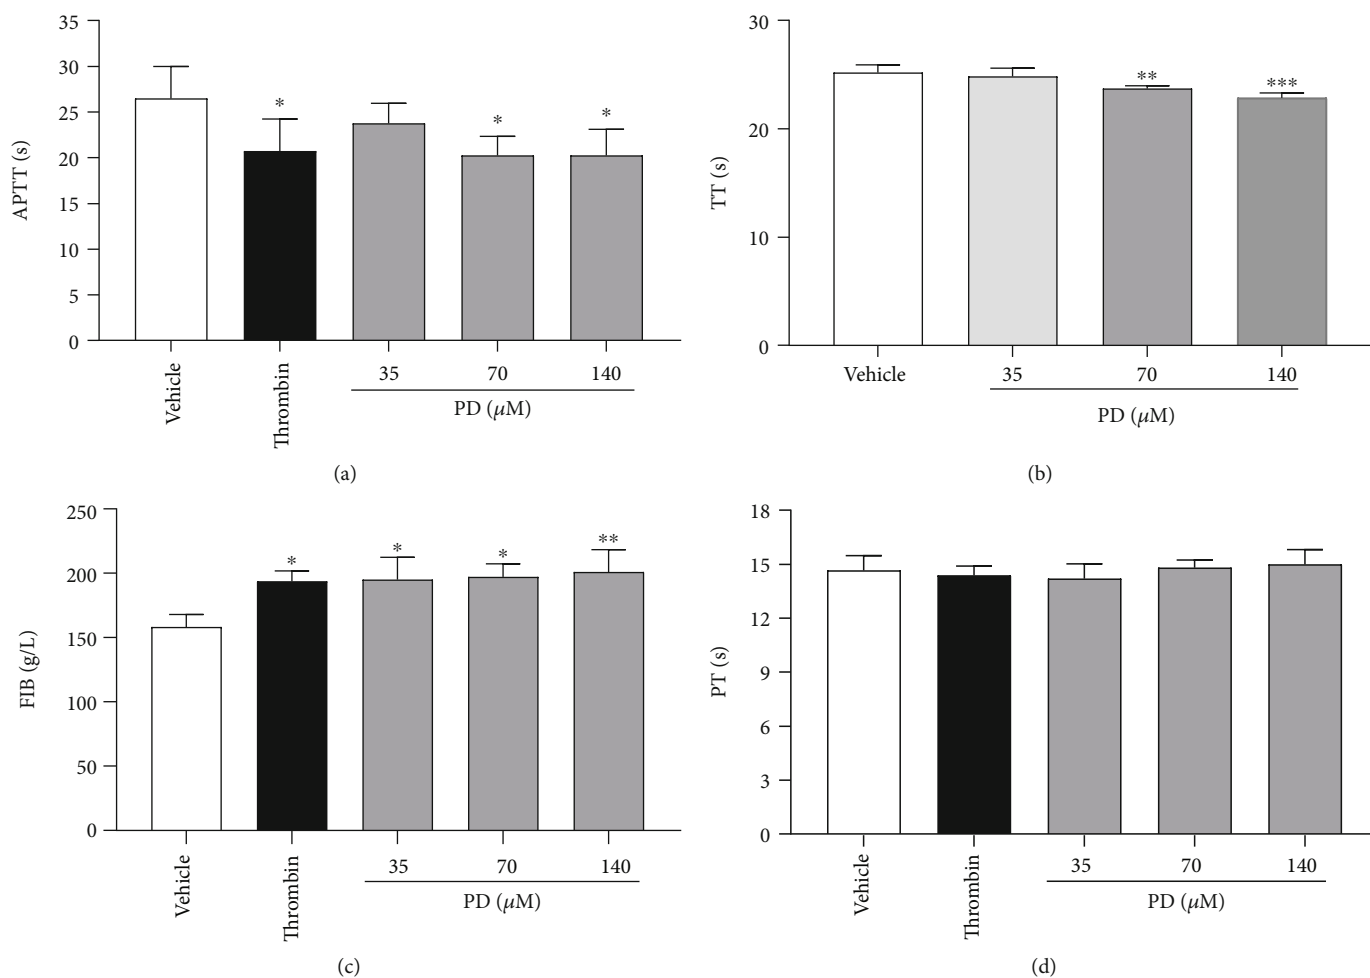 35
30
25
20
15
10
5
0
APTT (s)
*
*
*
Vehicle
Thrombin
35 70 140
PD (μM)
(a)
30
20
10
0
TT (s)
**
***
Vehicle 35 70 140
PD (μM)
(b)
250
200
150
100
50
0
FIB (g/L)
*
*
*
**
Vehicle
Thrombin
35 70 140
PD (μM)
(c)
18
15
12
9
6
3
0
PT (s)
Vehicle
Thrombin
35 70 140
PD (μM)
(d)